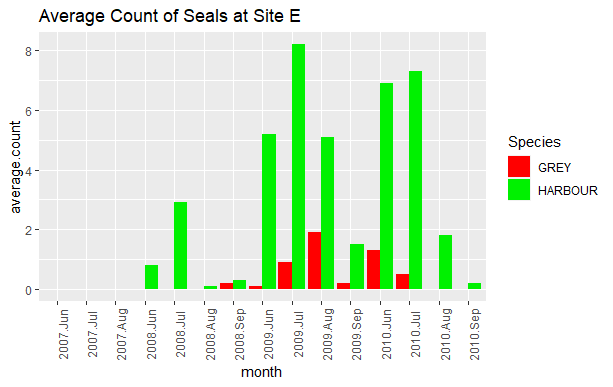 Average Count of Seals at Site E
average.count
8
6
4
2
0
2007.Jun
2007.Jul
2007.Aug
2008.Jun
2008.Jul
2008.Aug
2008.Sep
2009.Jun
2009.Jul
2009.Aug
2009.Sep
2010.Jun
2010.Jul
2010.Aug
2010.Sep
month
Species
GREY
HARBOUR